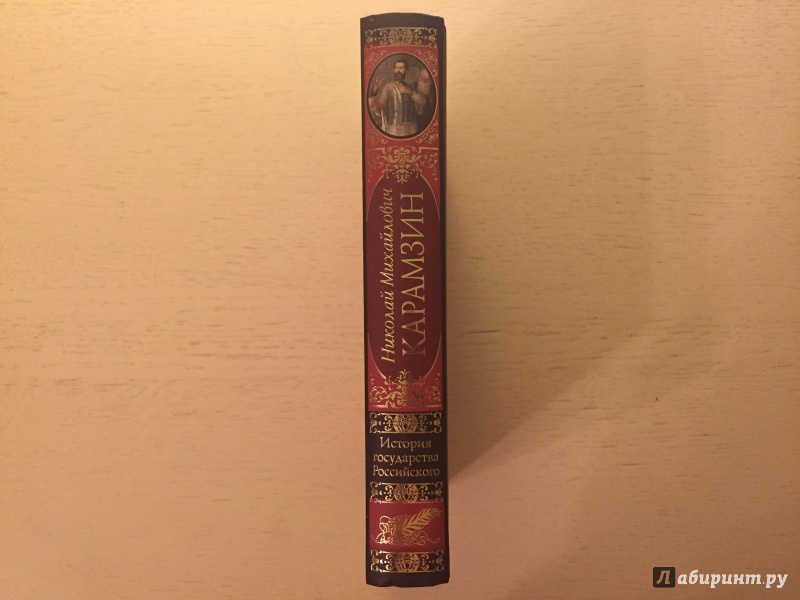 Николай Михайлович
КАРАМЗИН
История
государства
Российского
Лабиринт.ру